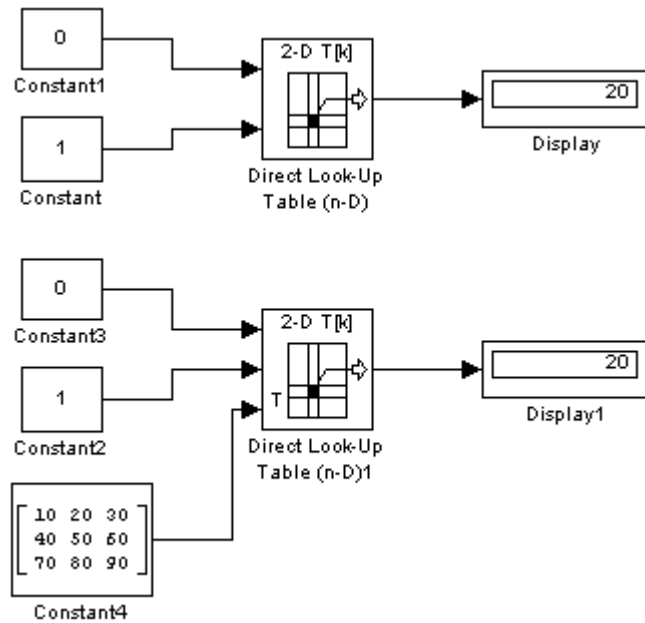 0
2-D T[k]
20
Constant1
1
Display
Constant
Direct Look-Up
Table (n-D)
0
2-D T[k]
20
Constant3
1
T
Display1
Constant2
Direct Look-Up
Table (n-D)1
10 20 30
40 50 60
70 80 90
Constant4